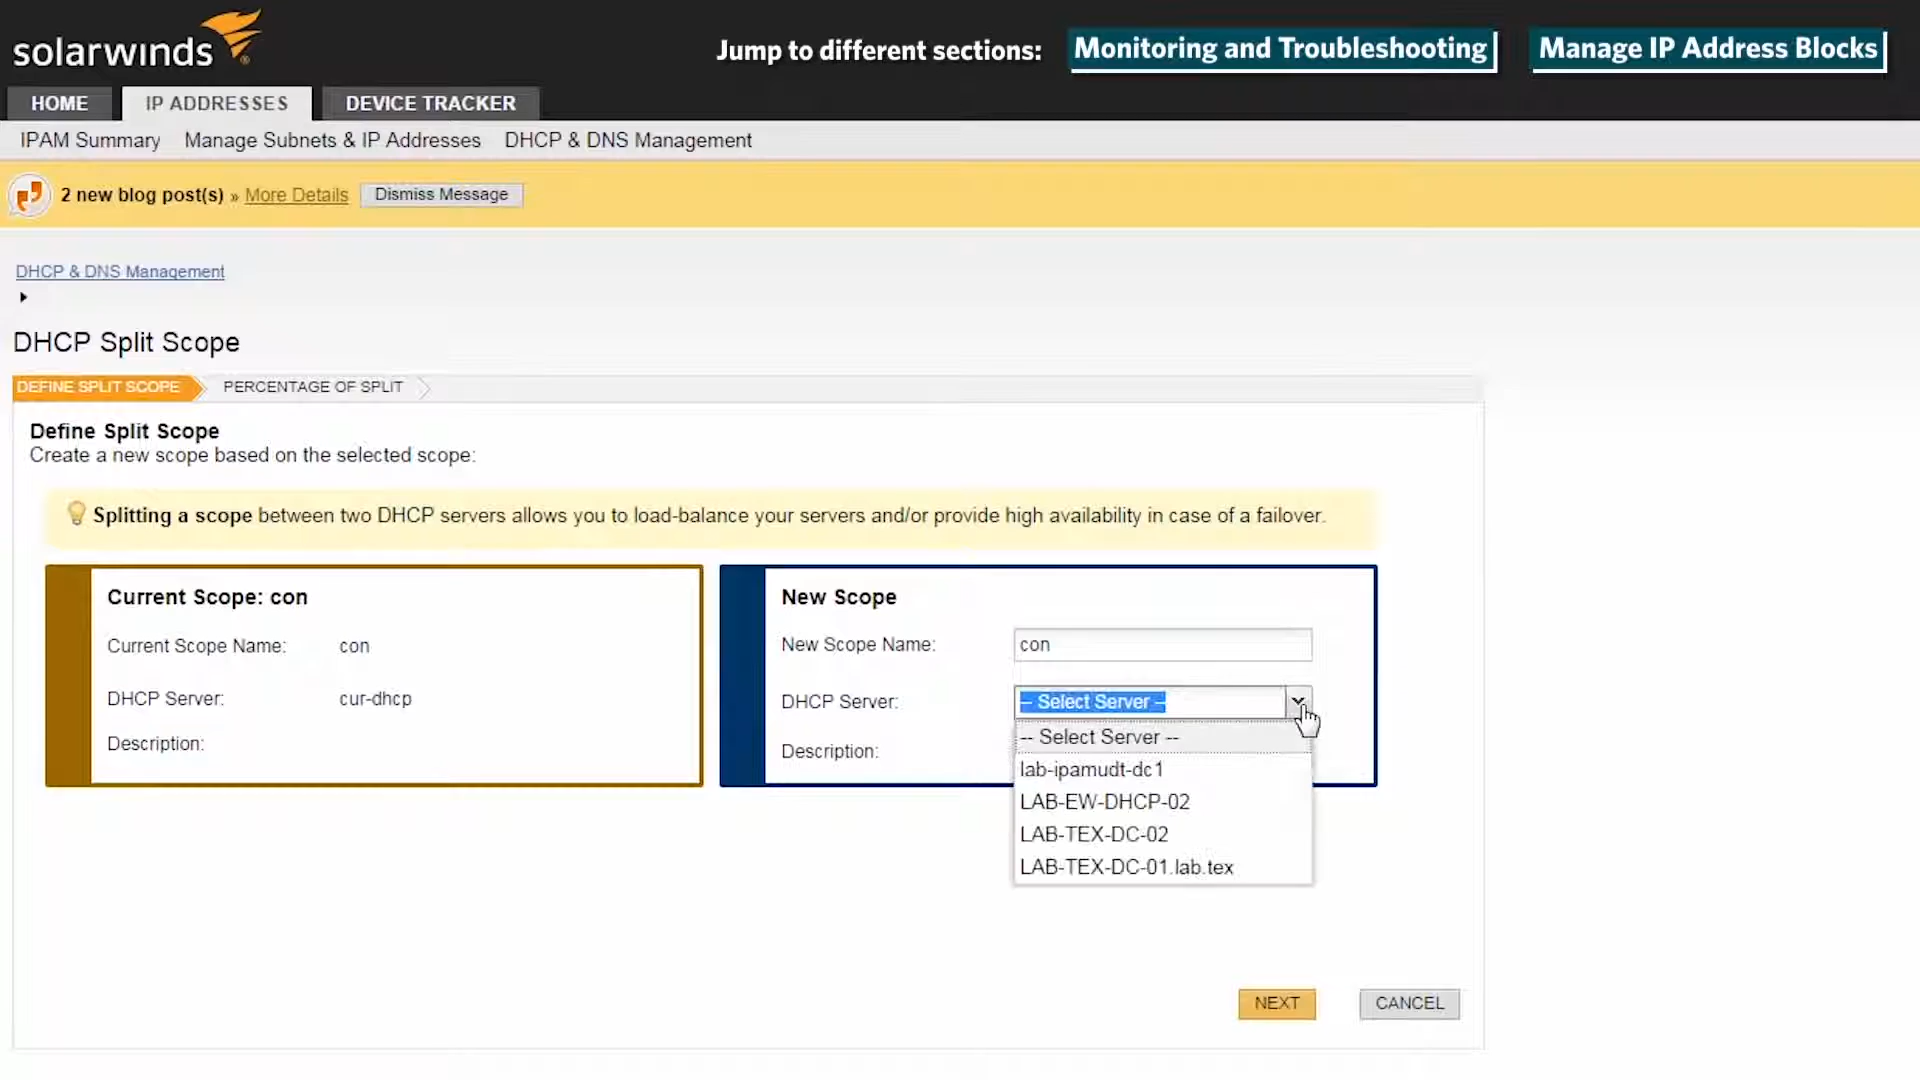 solarwinds
Jump to different sections:
Monitoring and Troubleshooting
Manage IP Address Blocks
HOME
IP ADDRESSES
DEVICE TRACKER
IPAM Summary
Manage Subnets & IP Addresses
DHCP & DNS Management
2 new blog post(s) » More Details
Dismiss Message
DHCP & DNS Management
DHCP Split Scope
DEFINE SPLIT SCOPE
PERCENTAGE OF SPLIT
Define Split Scope
Create a new scope based on the selected scope:
Splitting a scope between two DHCP servers allows you to load-balance your servers and/or provide high availability in case of a failover.
Current Scope: con
Current Scope Name: con
DHCP Server: cur-dhcp
Description:
New Scope
New Scope Name: con
DHCP Server: -- Select Server --
Description:
-- Select Server --
lab-ipamudt-dc1
LAB-EW-DHCP-02
LAB-TEX-DC-02
LAB-TEX-DC-01.lab.tex
NEXT
CANCEL